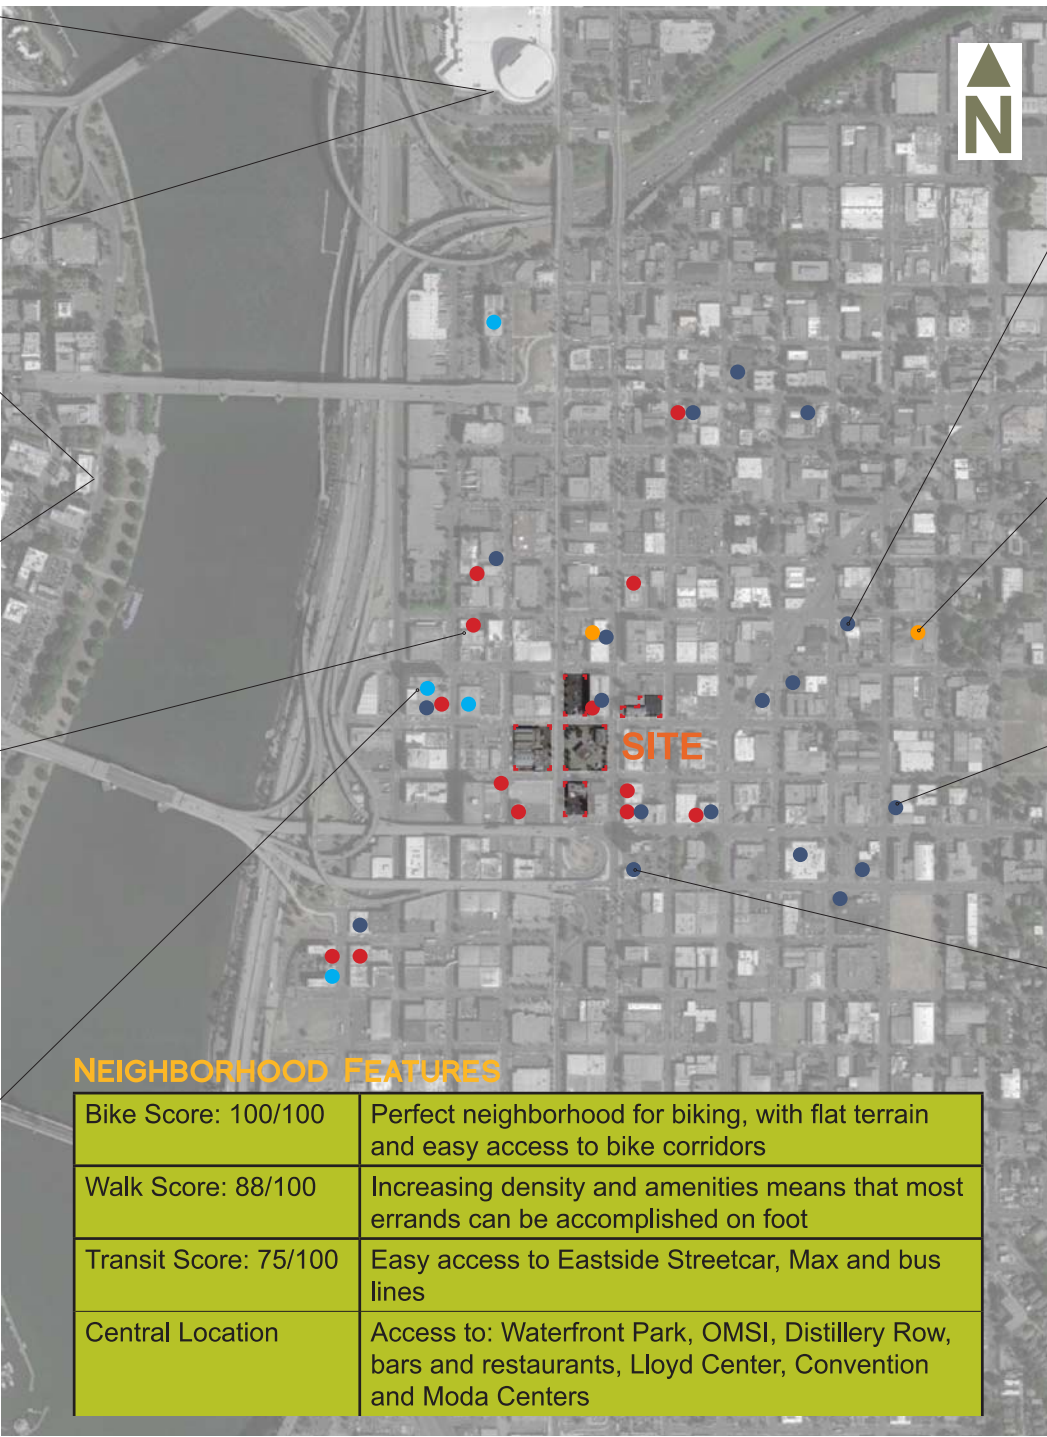 N
SITE
NEIGHBORHOOD FEATURES
Bike Score: 100/100
Perfect neighborhood for biking, with flat terrain
and easy access to bike corridors
Walk Score: 88/100
Increasing density and amenities means that most
errands can be accomplished on foot
Transit Score: 75/100
Easy access to Eastside Streetcar, Max and bus
lines
Central Location
Access to: Waterfront Park, OMSI, Distillery Row,
bars and restaurants, Lloyd Center, Convention
and Moda Centers